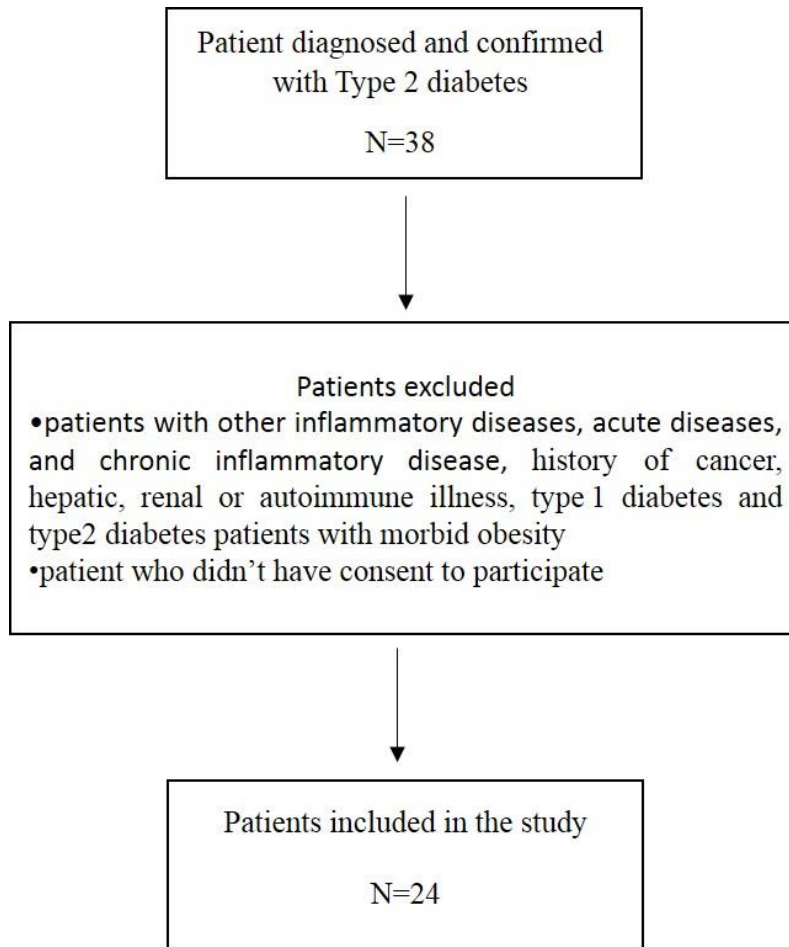 Patient diagnosed and confirmed
with Type 2 diabetes
N=38
Patients excluded
•patients with other inflammatory diseases, acute diseases,
and chronic inflammatory disease, history of cancer,
hepatic, renal or autoimmune illness, type 1 diabetes and
type2 diabetes patients with morbid obesity
•patient who didn’t have consent to participate
Patients included in the study
N=24